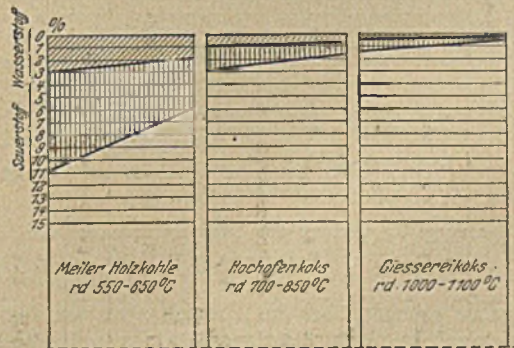 %
Wasserstoff
Sauerstoff
0
1
2
3
4
5
6
7
8
9
10
11
12
13
14
15
Meiler Holzkohle
rd 550-650°C
Hochofenkoks
rd 700-850°C
Giessereikoks
rd. 1000-1100°C